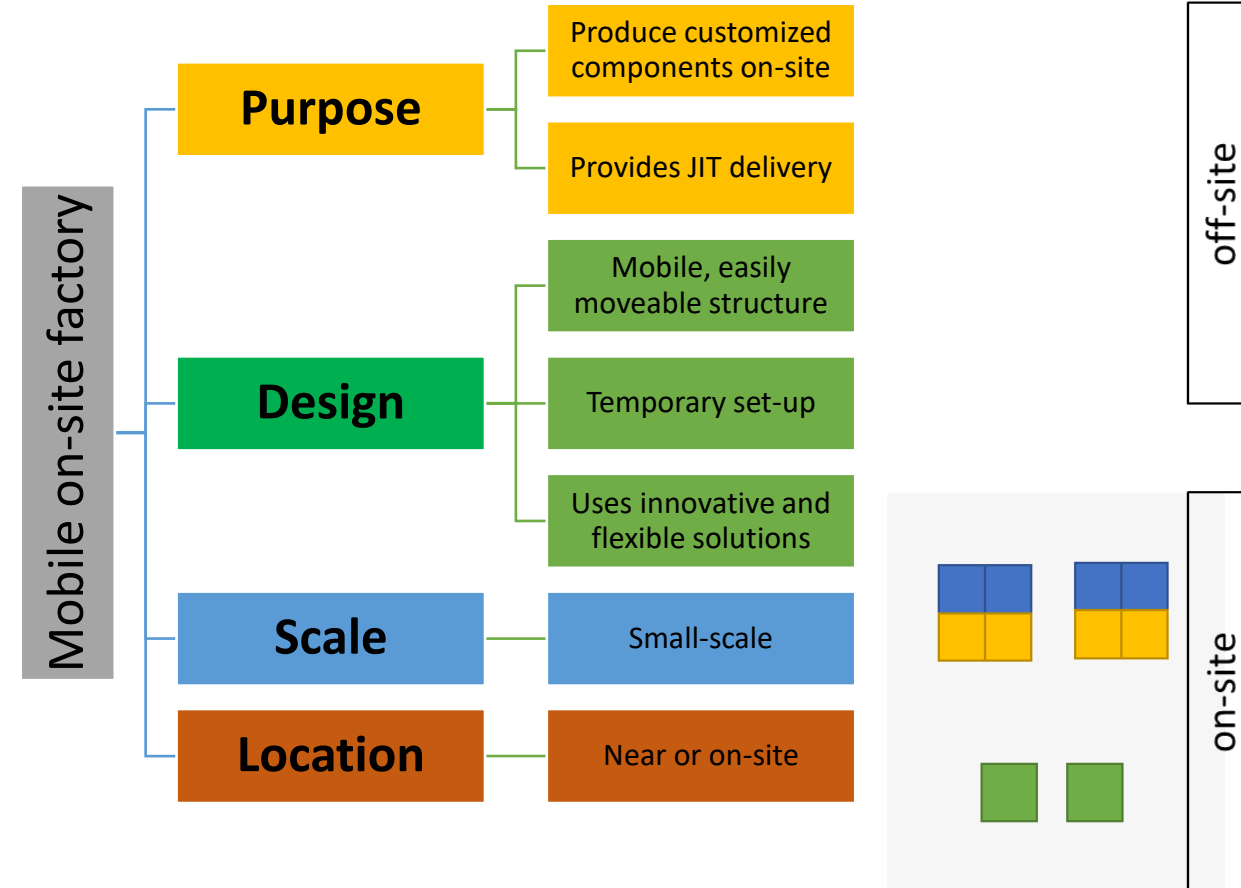 Mobile on-site factory
Purpose
Produce customized
components on-site
Provides JIT delivery
Design
Mobile, easily
moveable structure
Temporary set-up
Uses innovative and
flexible solutions
Scale
Small-scale
Location
Near or on-site
off-site
on-site